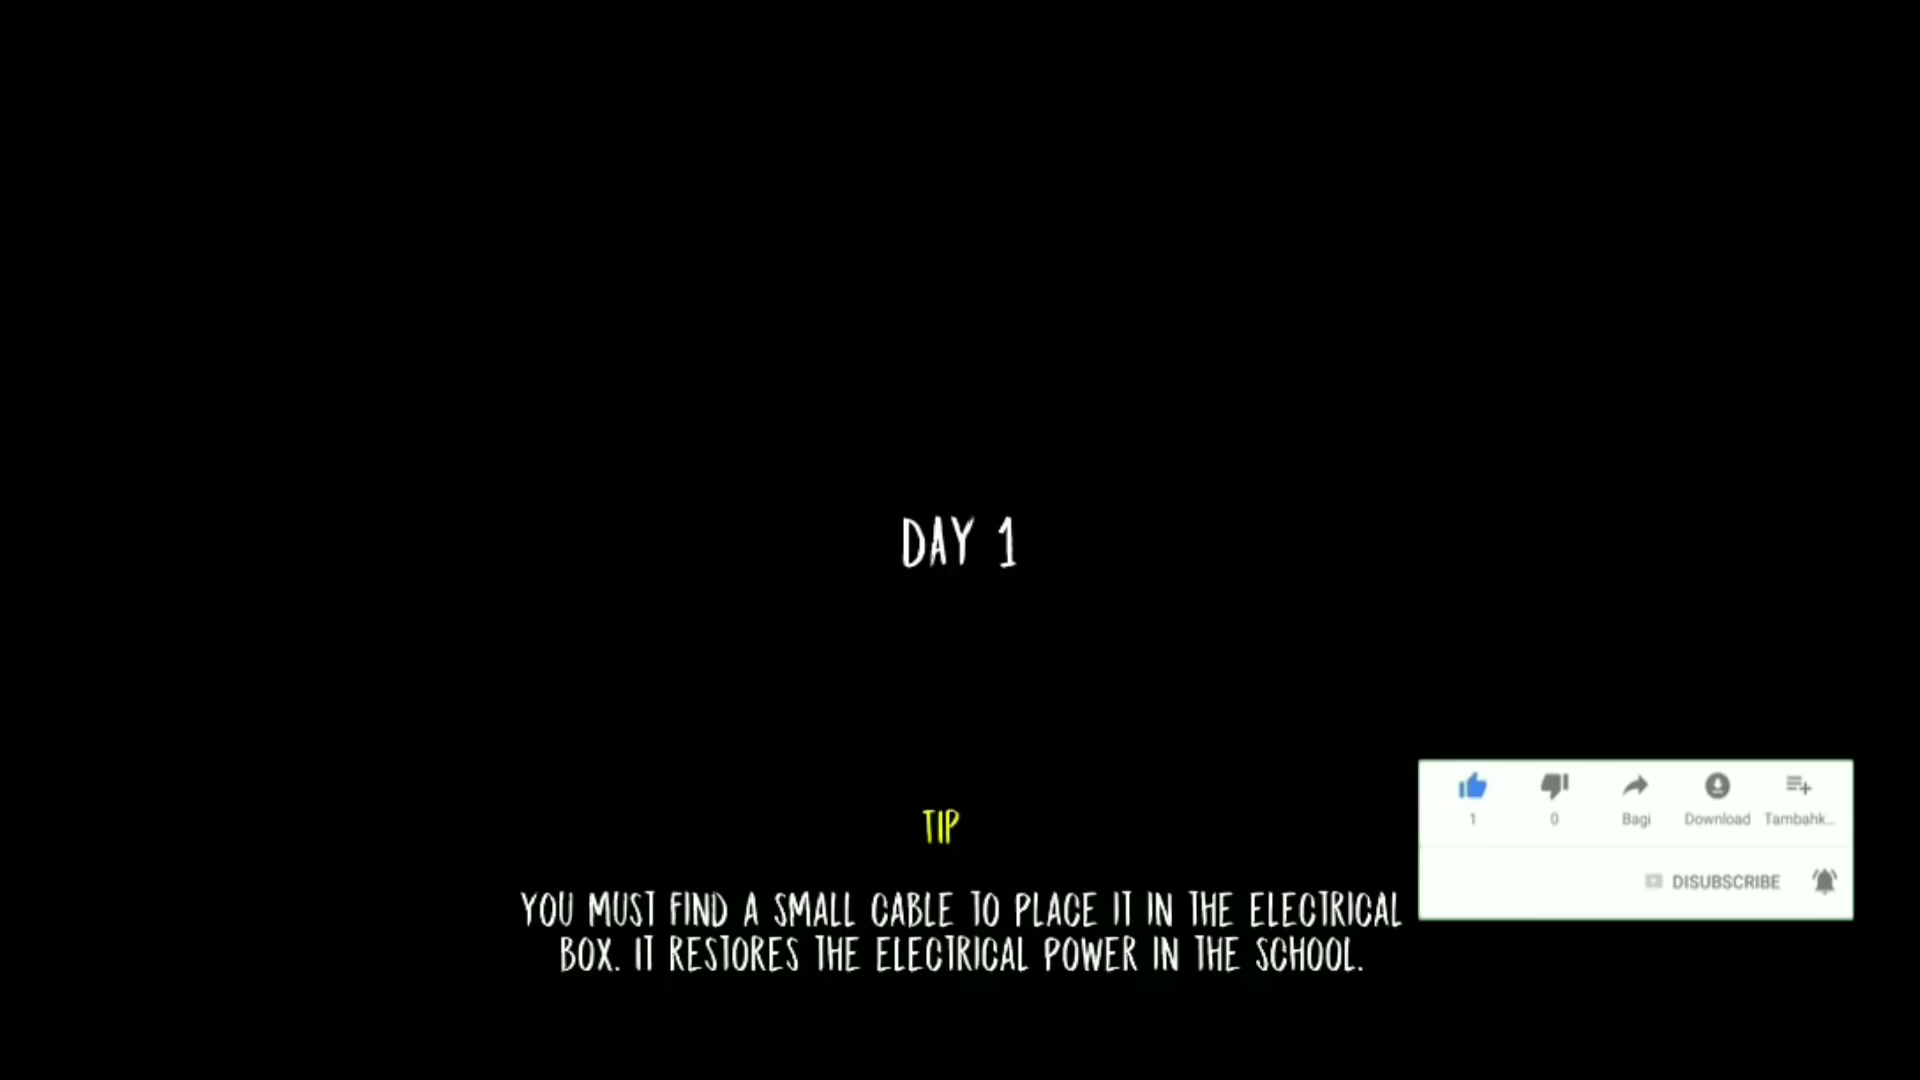 DAY 1
TIP
YOU MUST FIND A SMALL CABLE TO PLACE IT IN THE ELECTRICAL
BOX. IT RESTORES THE ELECTRICAL POWER IN THE SCHOOL.
1 0 Bagi Download Tambahk...
DISUBSCRIBE